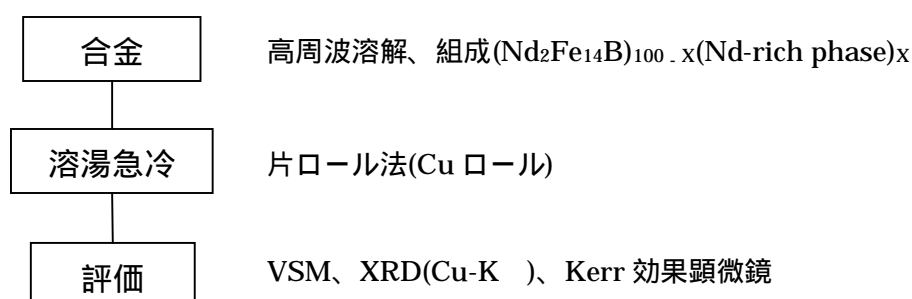 合金 高周波溶解、組成(Nd₂Fe₁₄B)₁₀₀₋ₓ(Nd-rich phase)ₓ
溶湯急冷 片ロール法(Cu ロール)
評価 VSM、XRD(Cu-K )、Kerr 効果顕微鏡